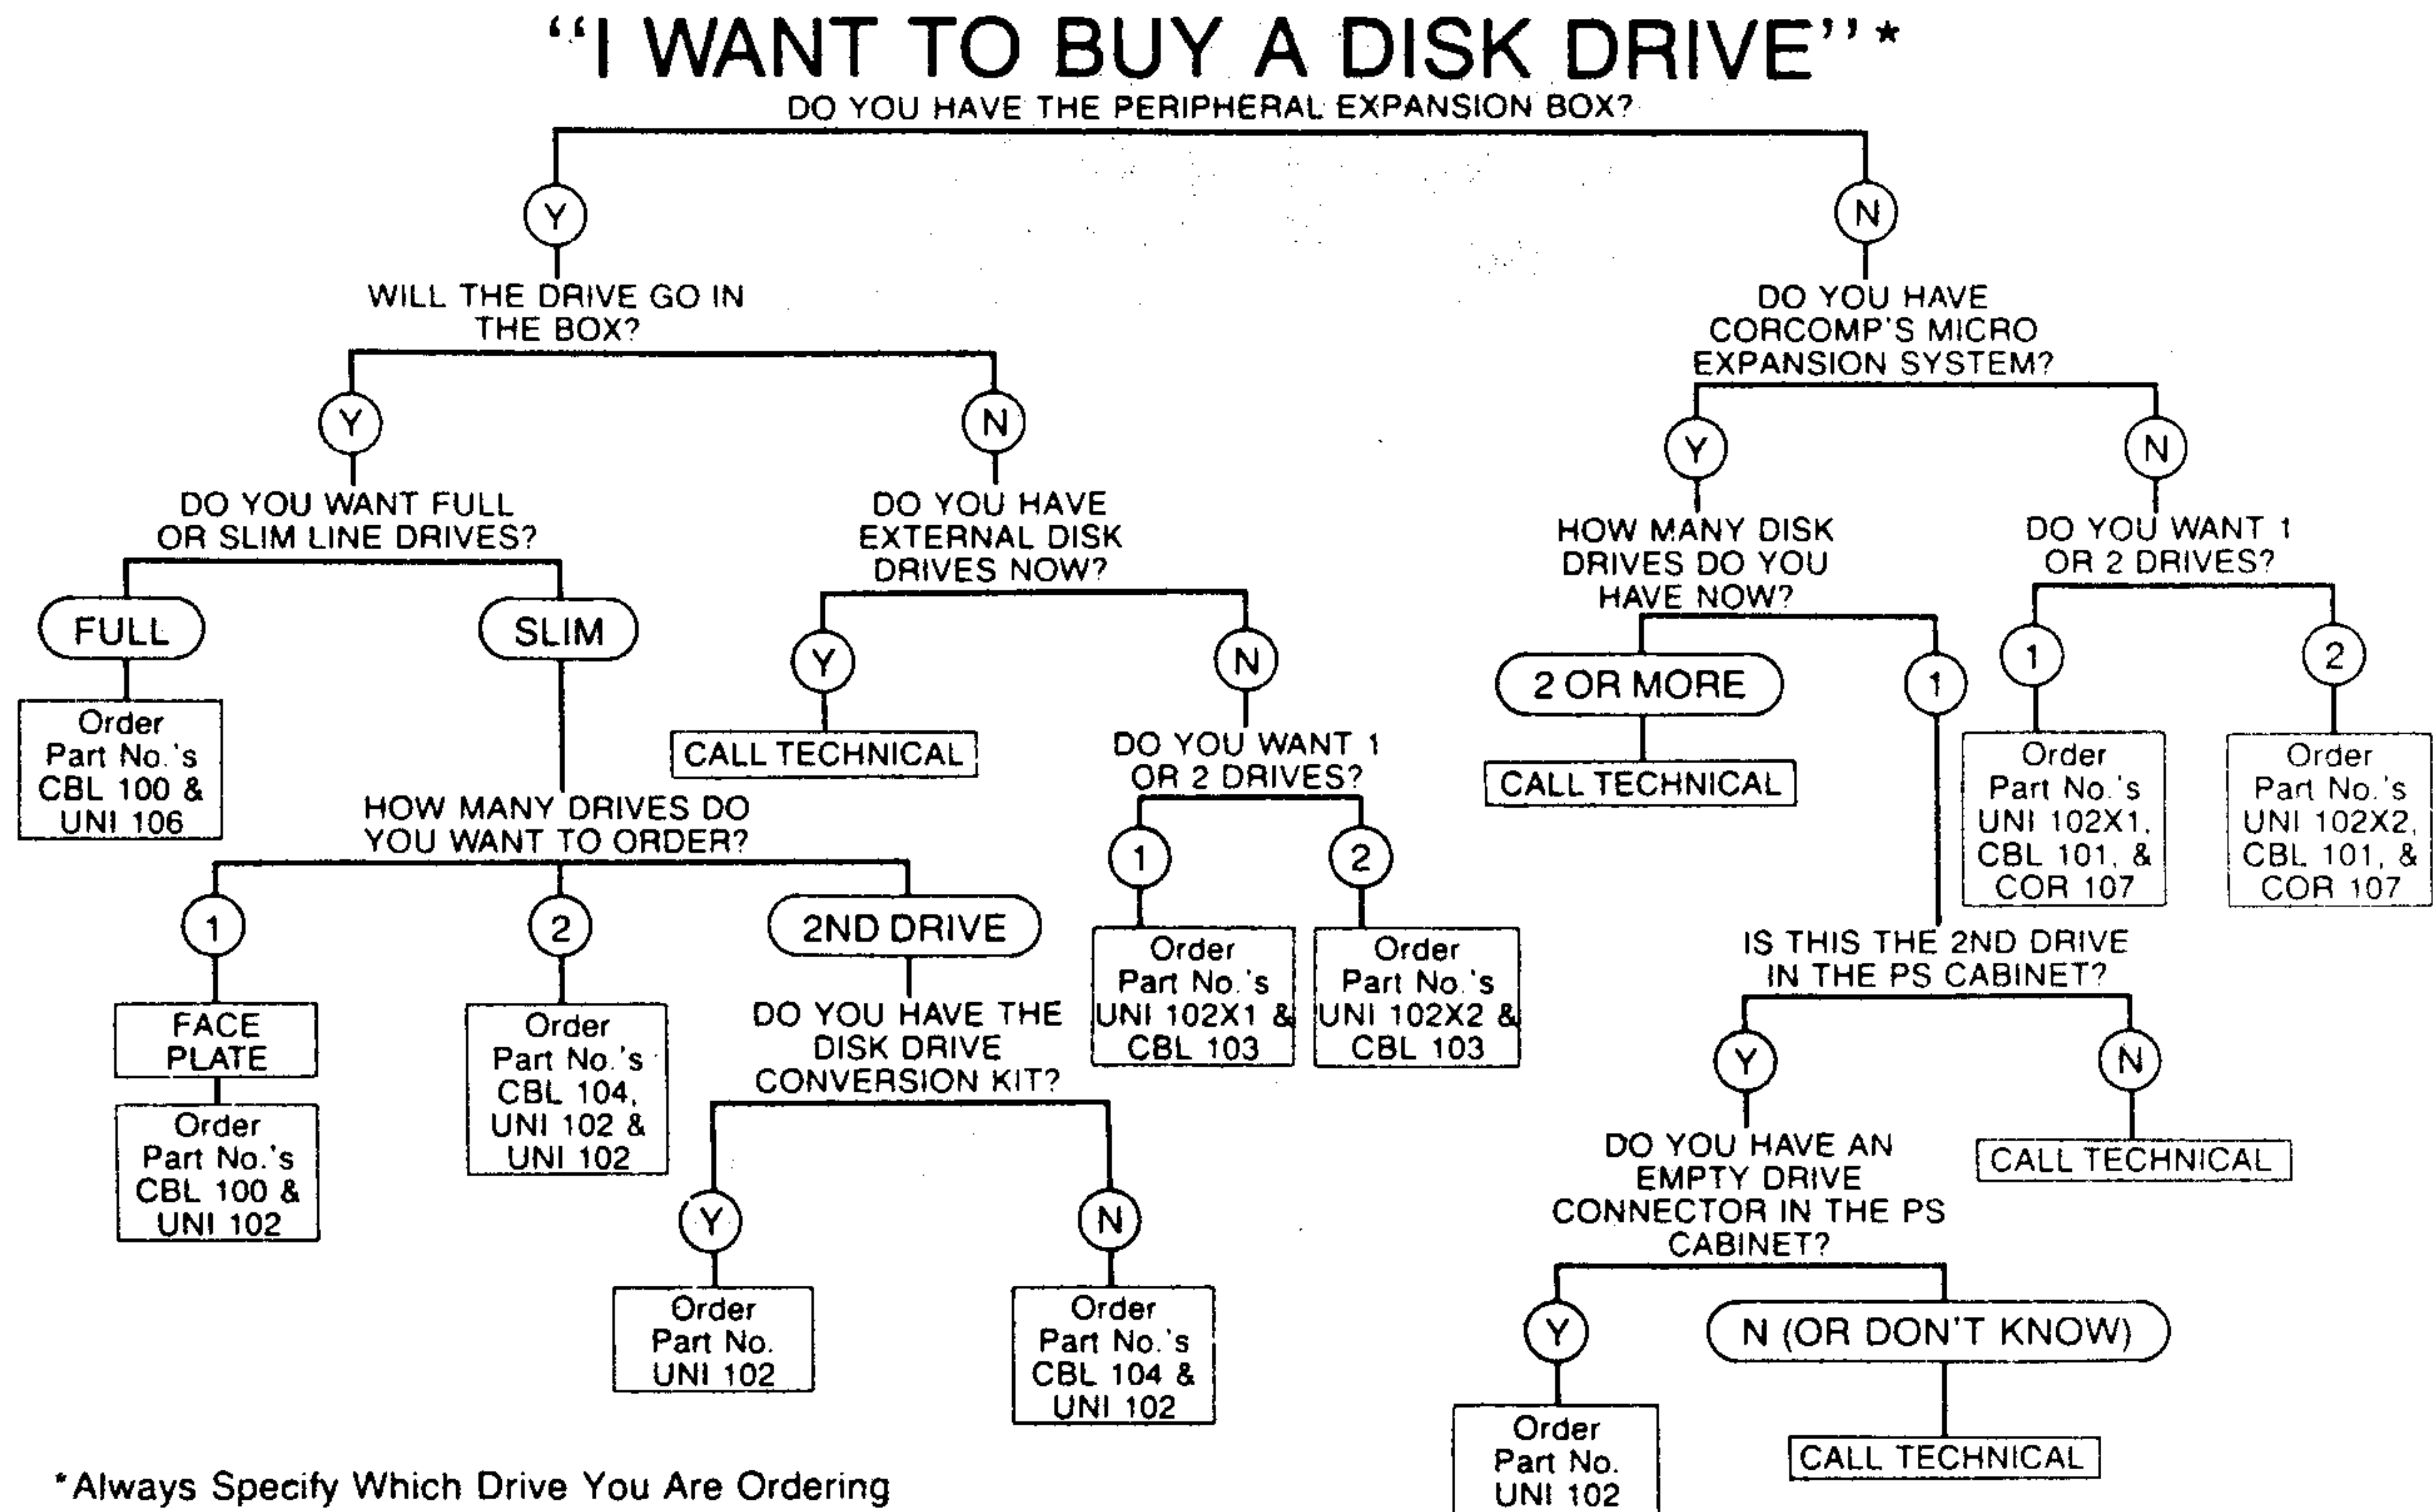 "I WANT TO BUY A DISK DRIVE"*
DO YOU HAVE THE PERIPHERAL EXPANSION BOX?
Y
N
WILL THE DRIVE GO IN
THE BOX?
Y
N
DO YOU WANT FULL
OR SLIM LINE DRIVES?
FULL
SLIM
Order
Part No.'s
CBL 100 &
UNI 106
HOW MANY DRIVES DO
YOU WANT TO ORDER?
1
2
2ND DRIVE
FACE
PLATE
Order
Part No.'s
CBL 100 &
UNI 102
Order
Part No.'s
CBL 104,
UNI 102 &
UNI 102
DO YOU HAVE THE
DISK DRIVE
CONVERSION KIT?
Y
N
Order
Part No.
UNI 102
Order
Part No.'s
CBL 104 &
UNI 102
DO YOU HAVE
EXTERNAL DISK
DRIVES NOW?
Y
N
CALL TECHNICAL
DO YOU WANT 1
OR 2 DRIVES?
1
2
Order
Part No.'s
UNI 102X1 &
CBL 103
Order
Part No.'s
UNI 102X2 &
CBL 103
DO YOU HAVE
CORCOMP'S MICRO
EXPANSION SYSTEM?
Y
N
HOW MANY DISK
DRIVES DO YOU
HAVE NOW?
2 OR MORE
1
CALL TECHNICAL
IS THIS THE 2ND DRIVE
IN THE PS CABINET?
Y
N
DO YOU HAVE AN
EMPTY DRIVE
CONNECTOR IN THE PS
CABINET?
CALL TECHNICAL
Y
N (OR DON'T KNOW)
Order
Part No.
UNI 102
CALL TECHNICAL
DO YOU WANT 1
OR 2 DRIVES?
1
2
Order
Part No.'s
UNI 102X1,
CBL 101, &
COR 107
Order
Part No.'s
UNI 102X2,
CBL 101, &
COR 107
*Always Specify Which Drive You Are Ordering